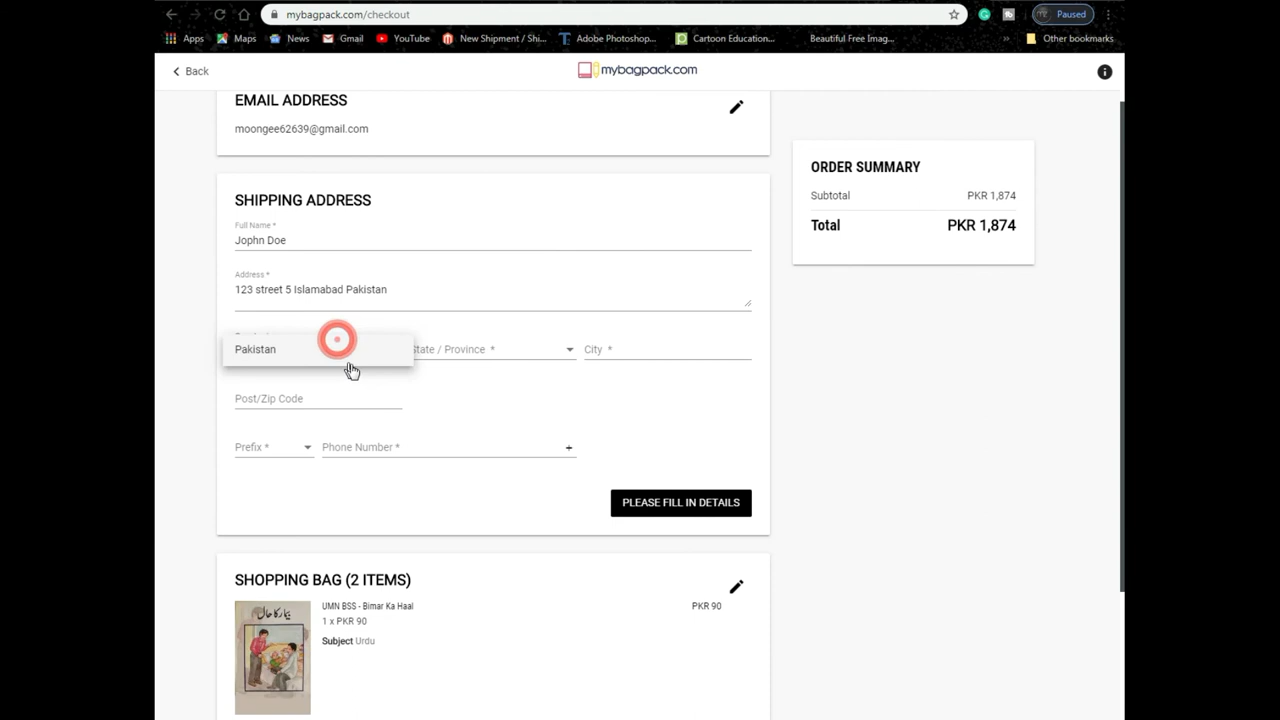 mybagpack.com/checkout
Paused
Apps
Maps
News
Gmail
YouTube
New Shipment / Shi...
Adobe Photoshop...
Cartoon Education...
Beautiful Free Imag...
»
Other bookmarks
Back
mybagpack.com
EMAIL ADDRESS
moongee62639@gmail.com
SHIPPING ADDRESS
Full Name *
Jophn Doe
Address *
123 street 5 Islamabad Pakistan
Pakistan
State / Province *
City *
Post/Zip Code
Prefix *
Phone Number *
+
PLEASE FILL IN DETAILS
ORDER SUMMARY
Subtotal PKR 1,874
Total PKR 1,874
SHOPPING BAG (2 ITEMS)
بیمار کا حال
UMN BSS - Bimar Ka Haal PKR 90
1 x PKR 90
Subject Urdu